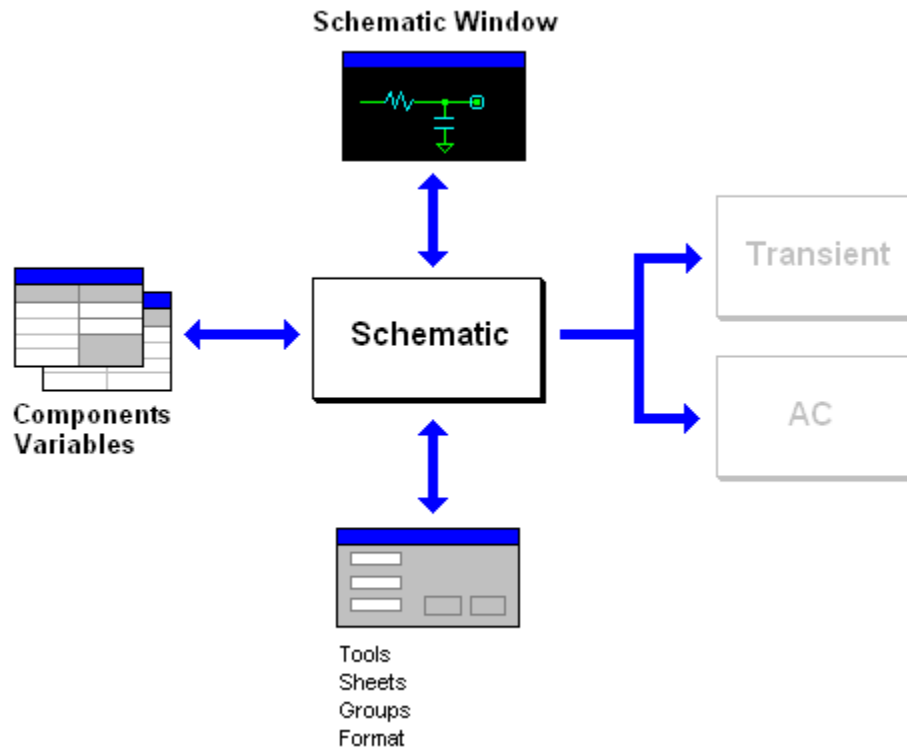 Schematic Window
Transient
Schematic
Components
Variables
AC
Tools
Sheets
Groups
Format